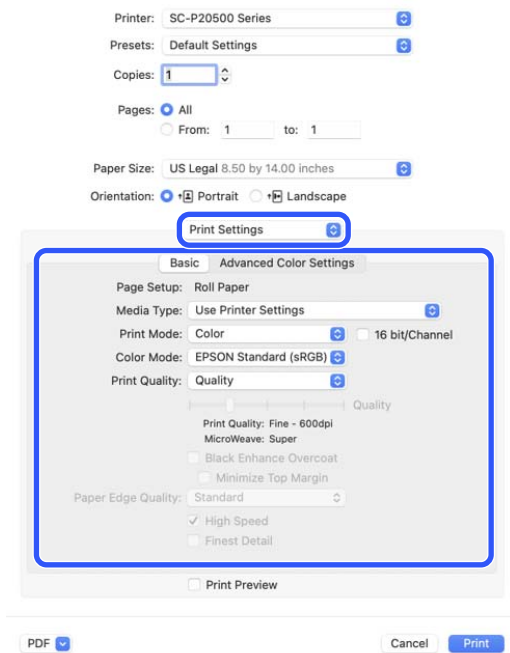 Printer: SC-P20500 Series
Presets: Default Settings
Copies: 1
Pages: All
From: 1 to: 1
Paper Size: US Legal 8.50 by 14.00 inches
Orientation: Portrait Landscape
Print Settings
Basic Advanced Color Settings
Page Setup: Roll Paper
Media Type: Use Printer Settings
Print Mode: Color 16 bit/Channel
Color Mode: EPSON Standard (sRGB)
Print Quality: Quality
Quality
Print Quality: Fine - 600dpi
MicroWeave: Super
Black Enhance Overcoat
Minimize Top Margin
Paper Edge Quality: Standard
High Speed
Finest Detail
Print Preview
PDF Cancel Print